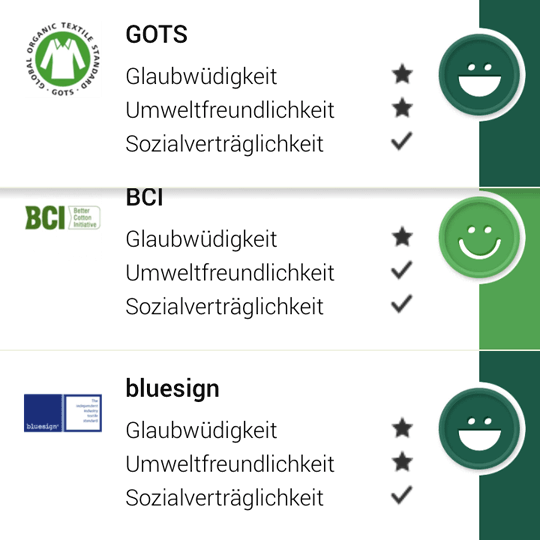 GLOBAL ORGANIC TEXTILE STANDARD · GOTS ·
GOTS
Glaubwüdigkeit
Umweltfreundlichkeit
Sozialverträglichkeit
BCI
Better
Cotton
Initiative
BCI
Glaubwüdigkeit
Umweltfreundlichkeit
Sozialverträglichkeit
bluesign®
The
independent
industry
textile
standard
bluesign
Glaubwüdigkeit
Umweltfreundlichkeit
Sozialverträglichkeit